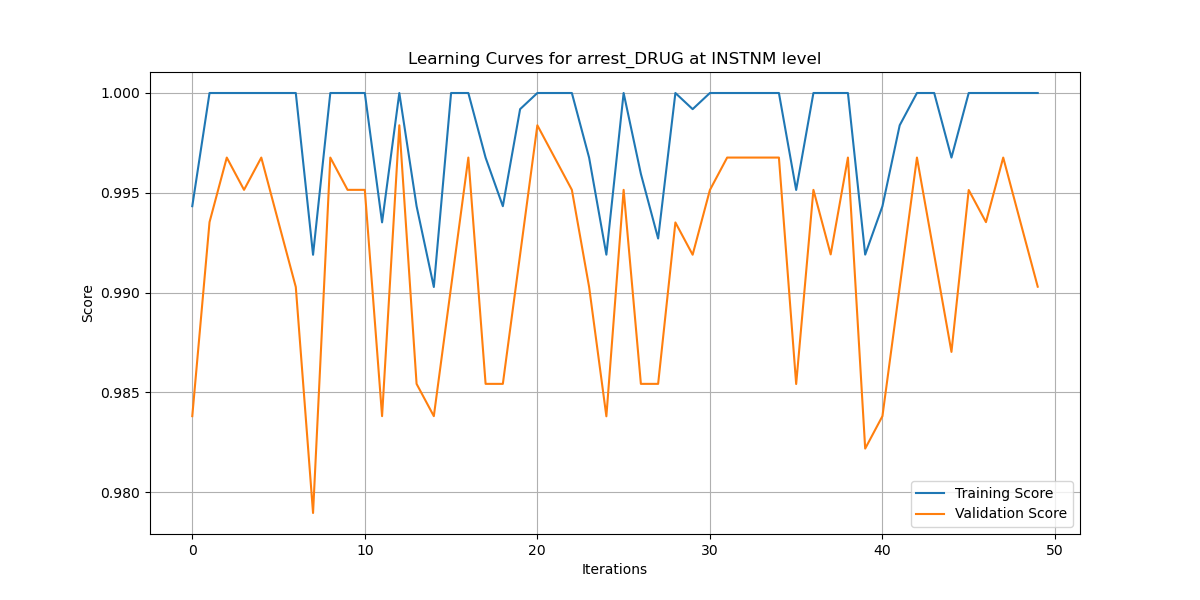 Learning Curves for arrest_DRUG at INSTNM level
1.000
0.995
0.990
0.985
0.980
Score
0 10 20 30 40 50
Iterations
Training Score
Validation Score